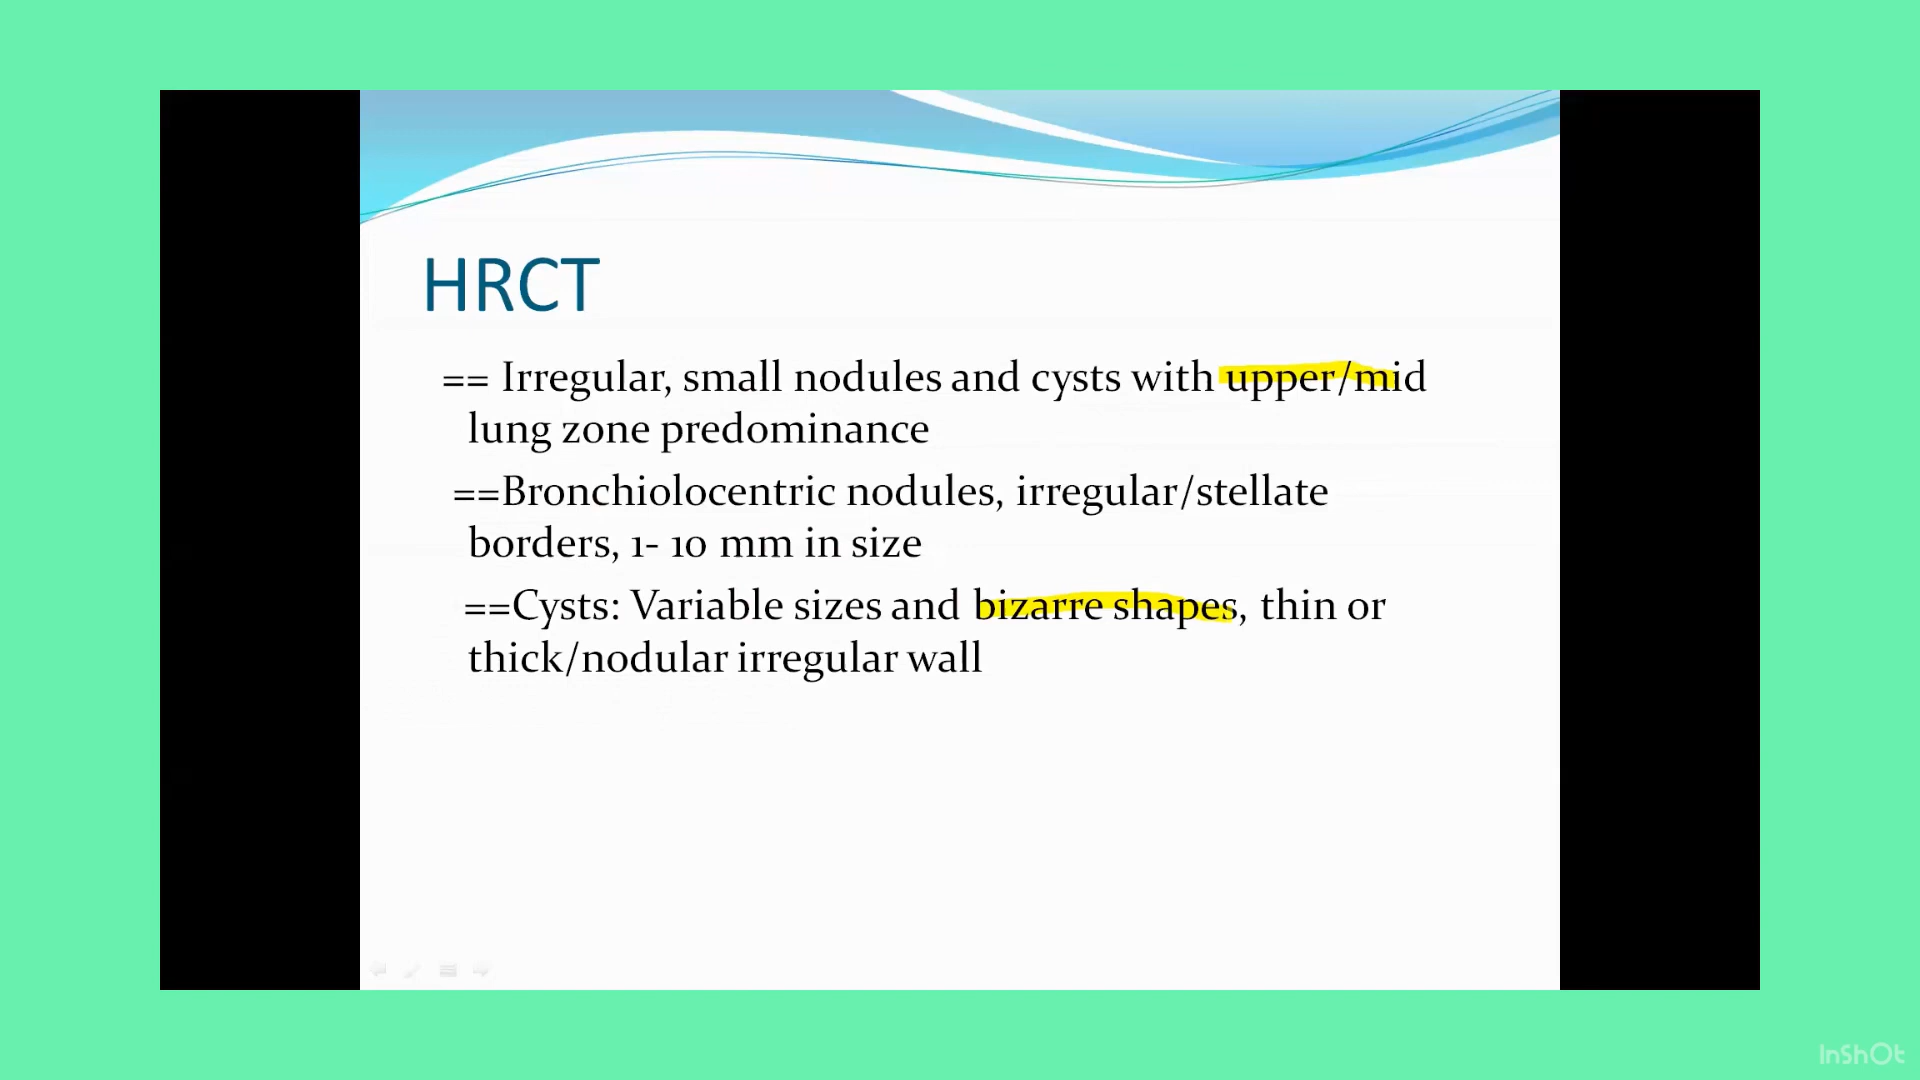 HRCT
== Irregular, small nodules and cysts with upper/mid
lung zone predominance
==Bronchiolocentric nodules, irregular/stellate
borders, 1- 10 mm in size
==Cysts: Variable sizes and bizarre shapes, thin or
thick/nodular irregular wall
InShOt